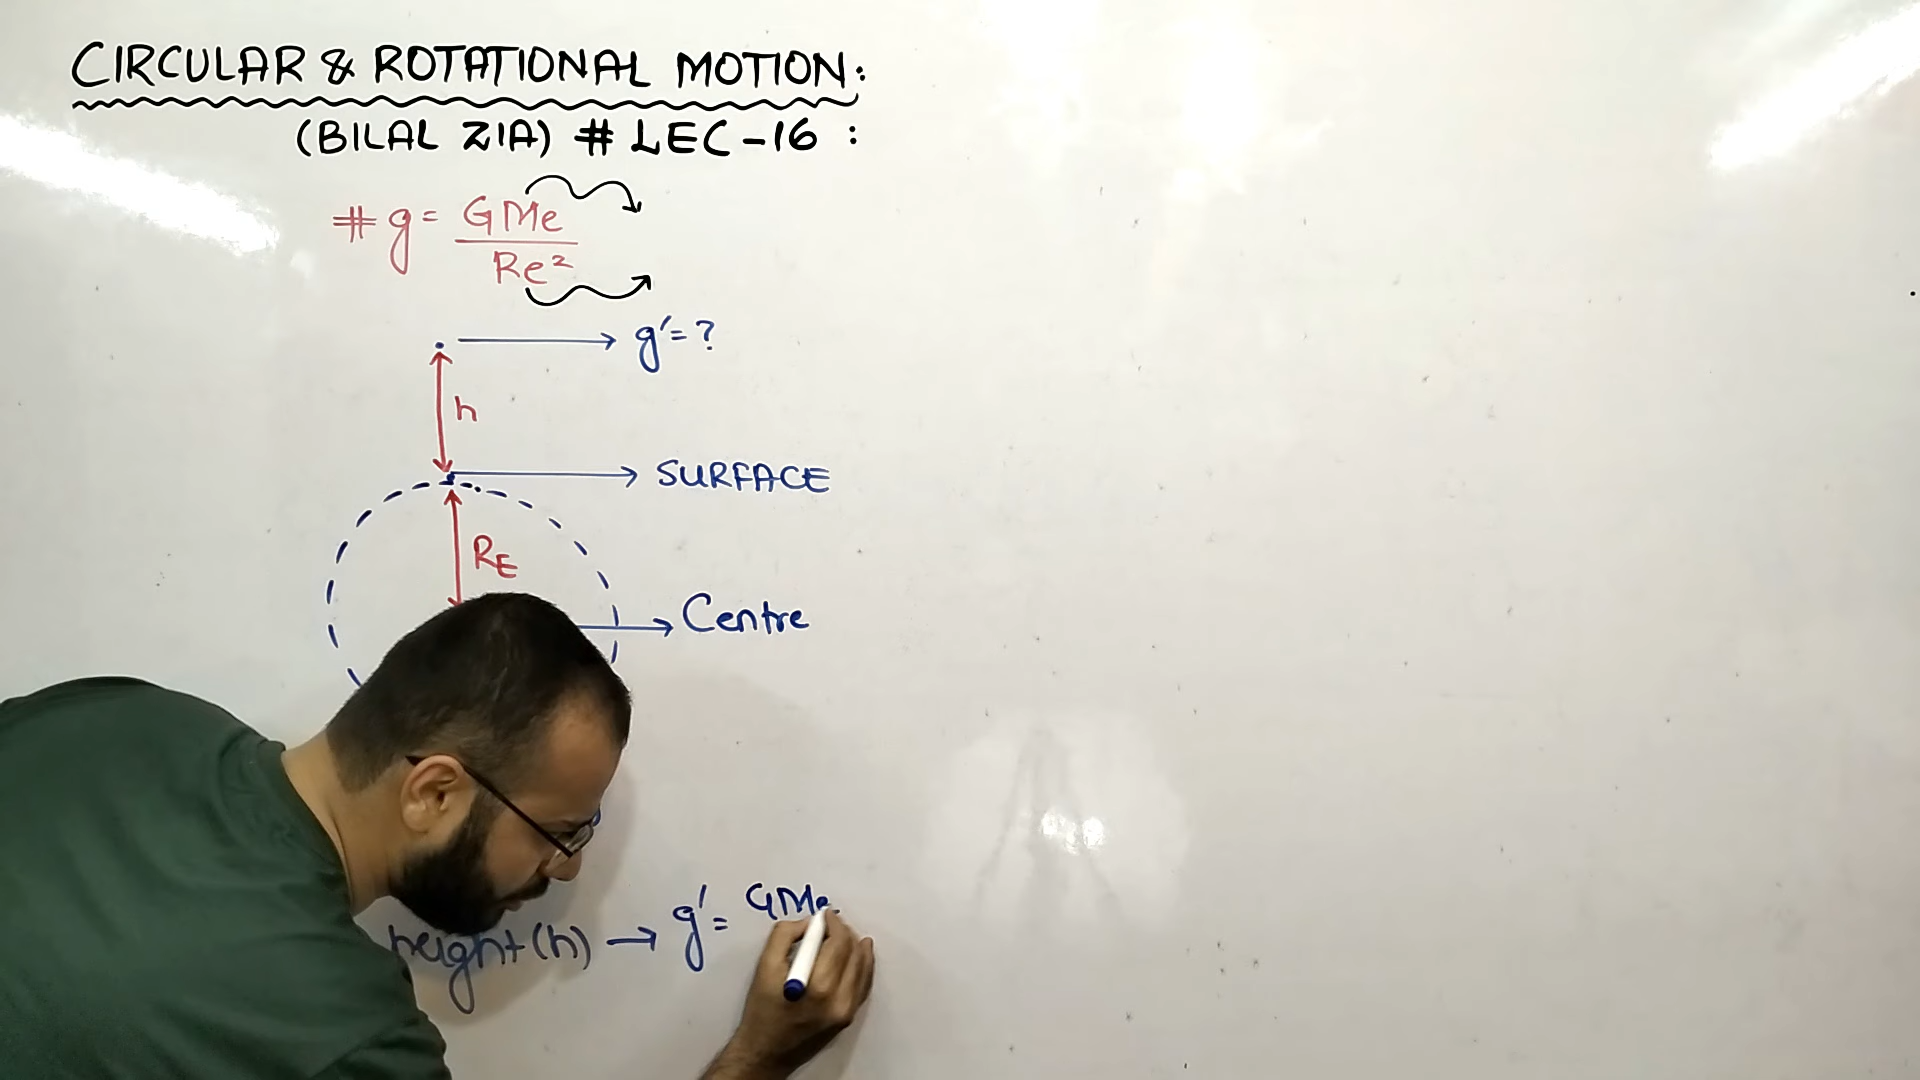 CIRCULAR & ROTATIONAL MOTION:
(BILAL ZIA) # LEC-16 :
# g = GMe
Re²
g' = ?
h
SURFACE
RE
Centre
height (h) → g' = GMe